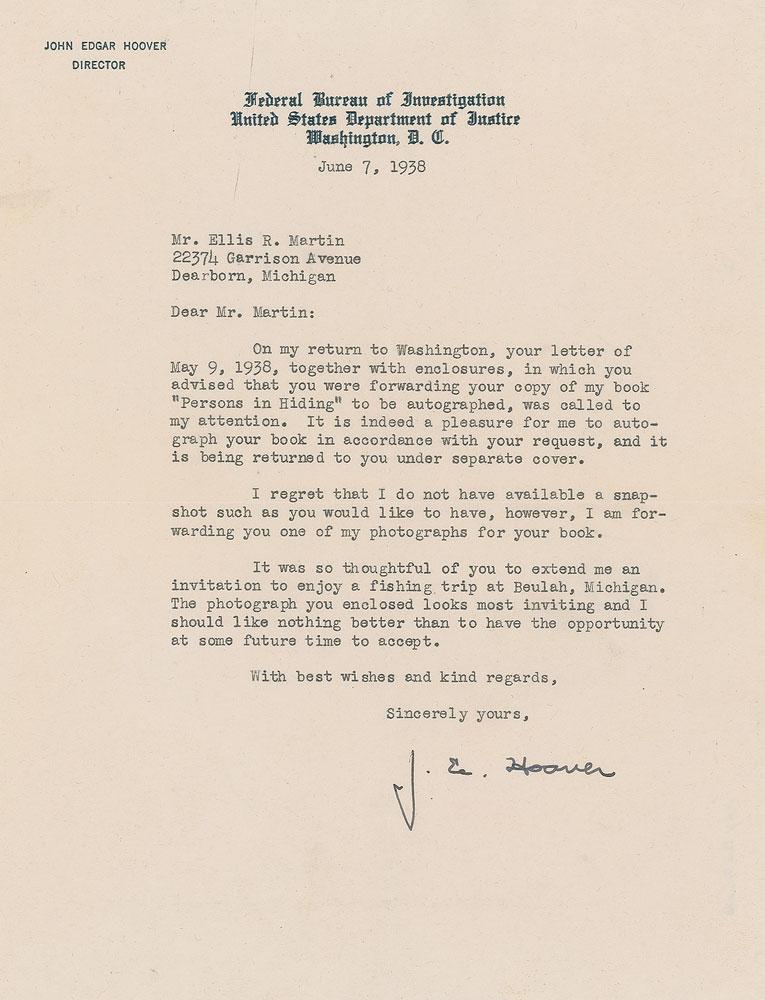 JOHN EDGAR HOOVER
DIRECTOR
Federal Bureau of Investigation
United States Department of Justice
Washington, D. C.
June 7, 1938
Mr. Ellis R. Martin
22374 Garrison Avenue
Dearborn, Michigan
Dear Mr. Martin:
On my return to Washington, your letter of
May 9, 1938, together with enclosures, in which you
advised that you were forwarding your copy of my book
"Persons in Hiding" to be autographed, was called to
my attention. It is indeed a pleasure for me to auto-
graph your book in accordance with your request, and it
is being returned to you under separate cover.
I regret that I do not have available a snap-
shot such as you would like to have, however, I am for-
warding you one of my photographs for your book.
It was so thoughtful of you to extend me an
invitation to enjoy a fishing trip at Beulah, Michigan.
The photograph you enclosed looks most inviting and I
should like nothing better than to have the opportunity
at some future time to accept.
With best wishes and kind regards,
Sincerely yours,
J. E. Hoover